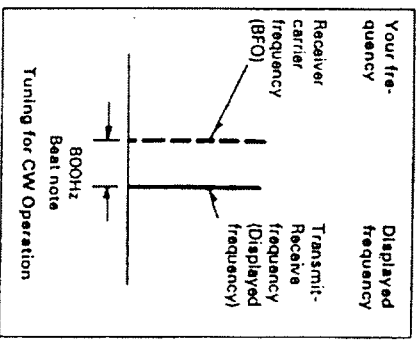 Your fre-
quency
Displayed
frequency
Receiver
carrier
frequency
(BFO)
Transmit-
Receive
frequency
(Displayed
frequency)
800Hz
Beat note
Tuning for CW Operation